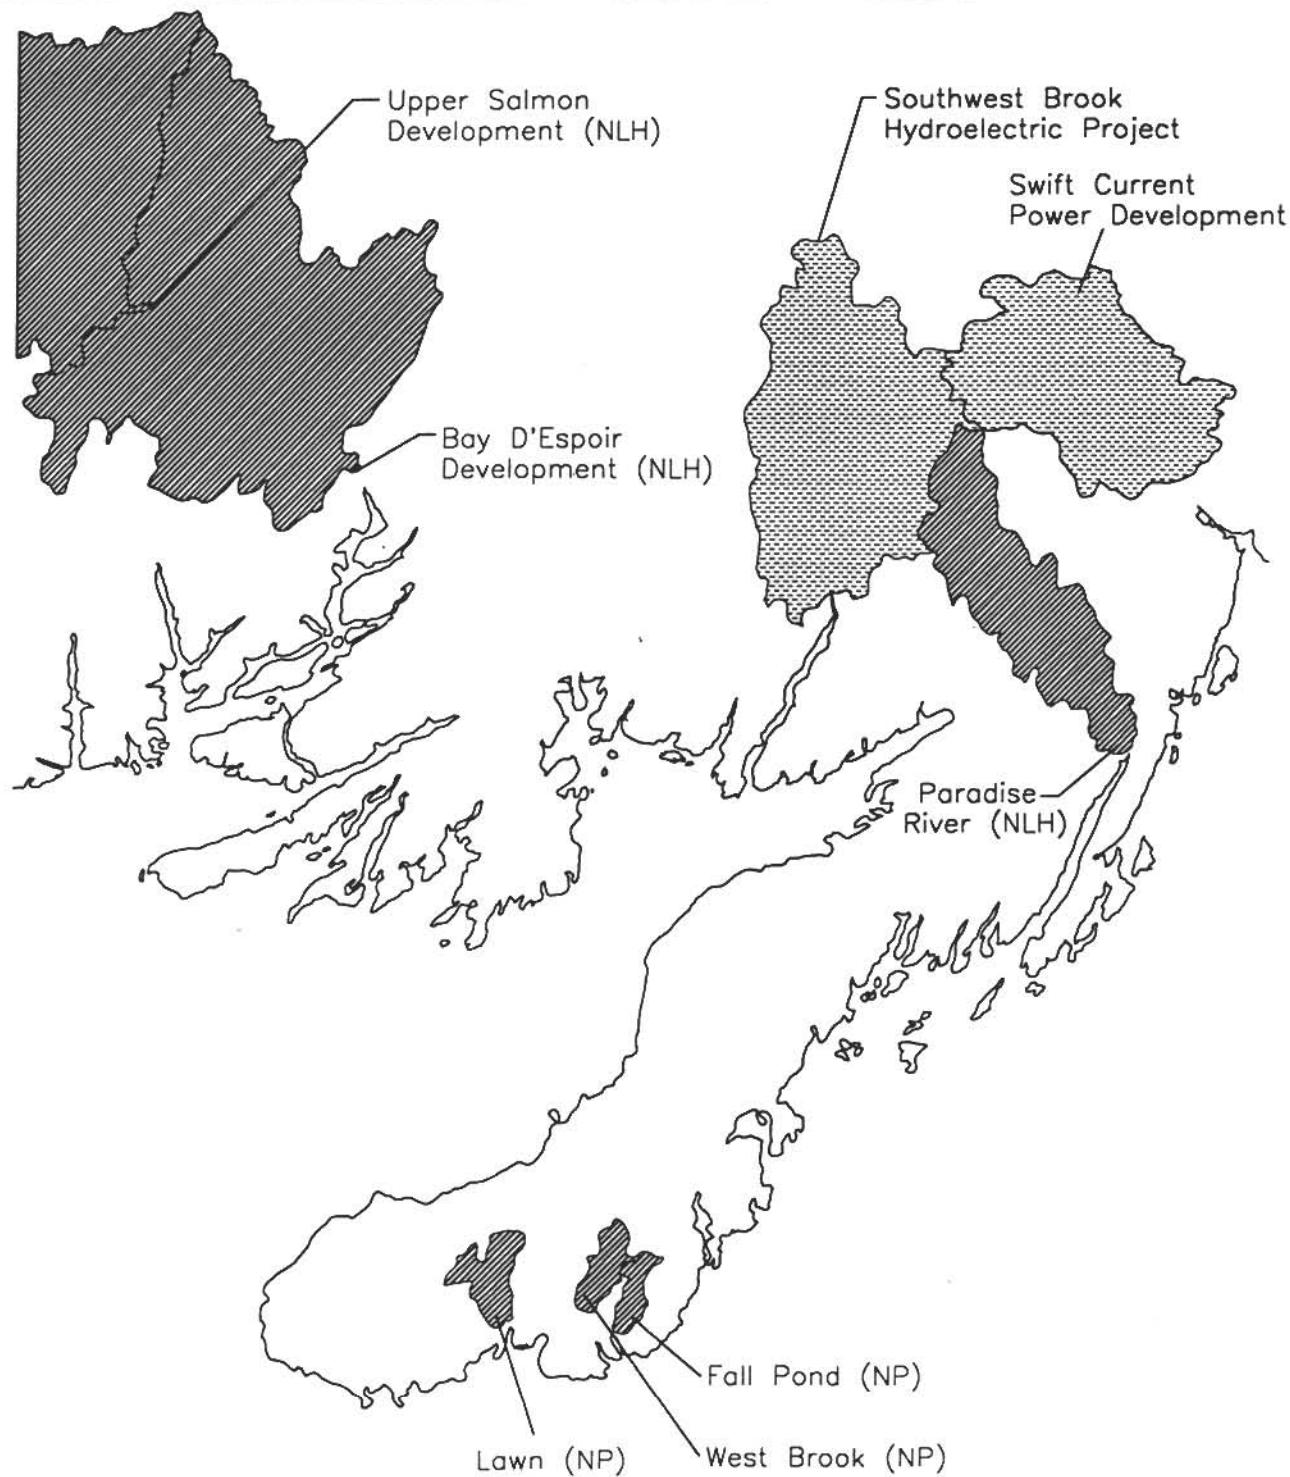 Upper Salmon
Development (NLH)
Southwest Brook
Hydroelectric Project
Swift Current
Power Development
Bay D'Espoir
Development (NLH)
Paradise
River (NLH)
Fall Pond (NP)
West Brook (NP)
Lawn (NP)